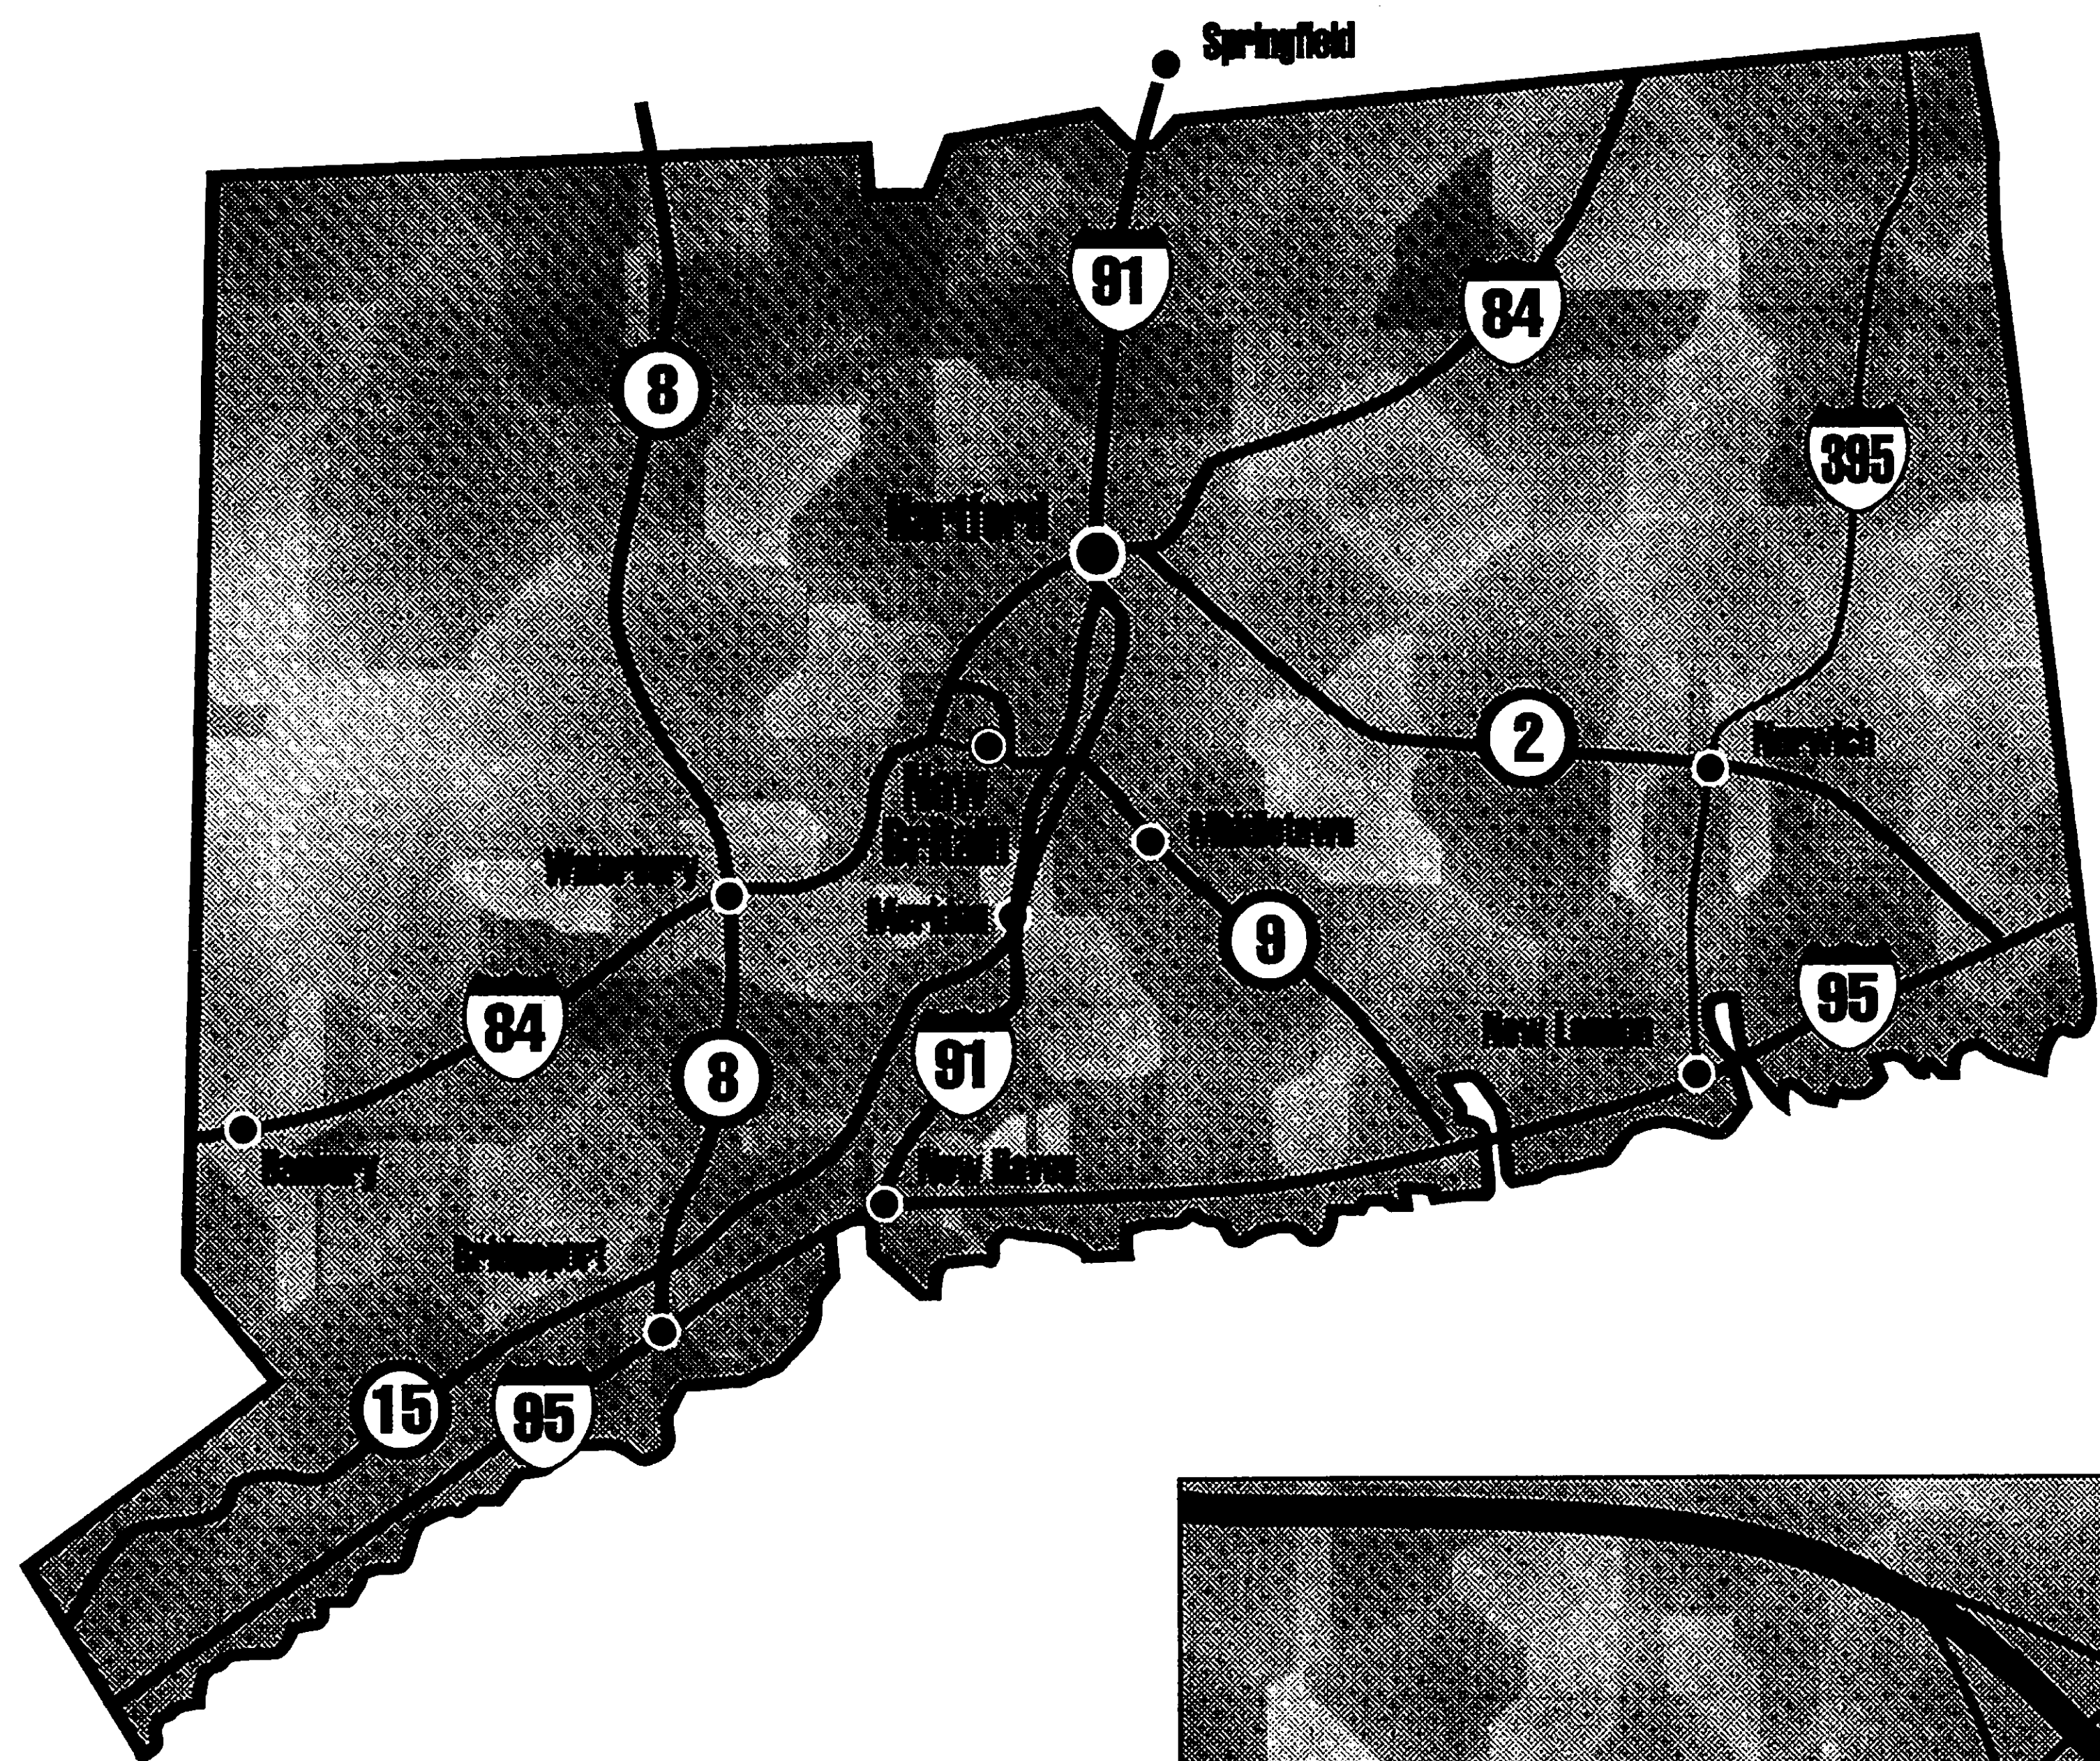 Springfield
91
84
8
395
Hartford
2
Norwich
New
Britain
Middletown
Waterbury
Meriden
9
84
95
New London
91
8
Danbury
New Haven
Bridgeport
15
95